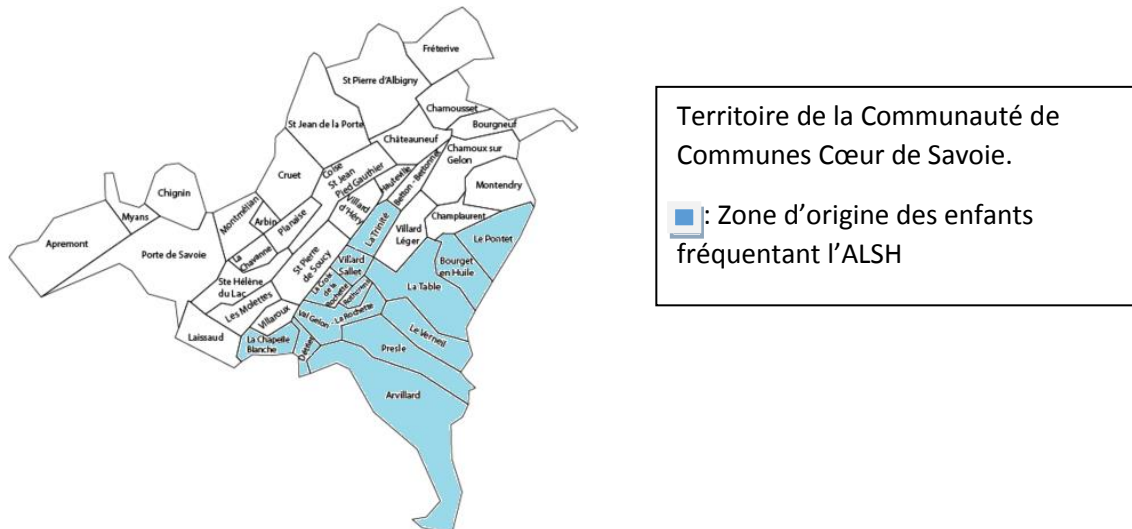 Fréterive
St Pierre d'Albigny
Chamousset
Bourgneuf
St Jean de la Porte
Châteauneuf
Chamoux sur
Gelon
Cruet
Coise
St Jean
Pied Gauthier
Hauteville
Betton - Bettonnet
Montendry
Chignin
Myans
Apremont
Porte de Savoie
Montmélian
Arbin
Planaise
La
Chavanne
Villard
d'Héry
La Trinité
Champlaurent
Villard
Léger
Le Pontet
Bourget
en Huile
St Pierre
de Soucy
Villard
Sallet
La Croix
de la
Rochette
Rotherens
La Table
Ste Hélène
du Lac
Les Molettes
Villaroux
Val Gelon - La Rochette
Le Verneil
Laissaud
La Chapelle
Blanche
Détrier
Presle
Arvillard
Territoire de la Communauté de
Communes Cœur de Savoie.
: Zone d'origine des enfants
fréquentant l'ALSH